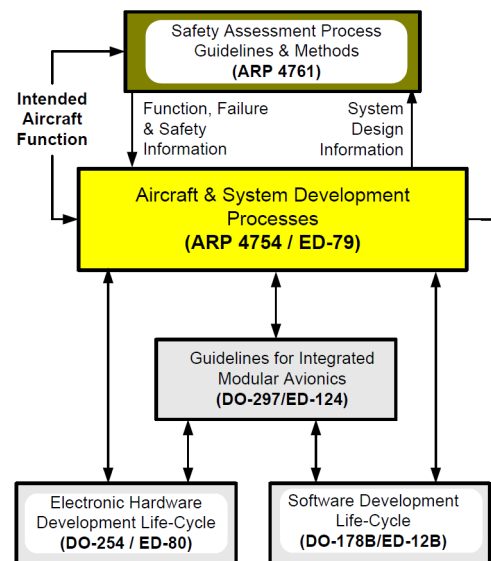 Safety Assessment Process
Guidelines & Methods
(ARP 4761)
Intended
Aircraft
Function
Function, Failure
& Safety
Information
System
Design
Information
Aircraft & System Development
Processes
(ARP 4754 / ED-79)
Guidelines for Integrated
Modular Avionics
(DO-297/ED-124)
Electronic Hardware
Development Life-Cycle
(DO-254 / ED-80)
Software Development
Life-Cycle
(DO-178B/ED-12B)